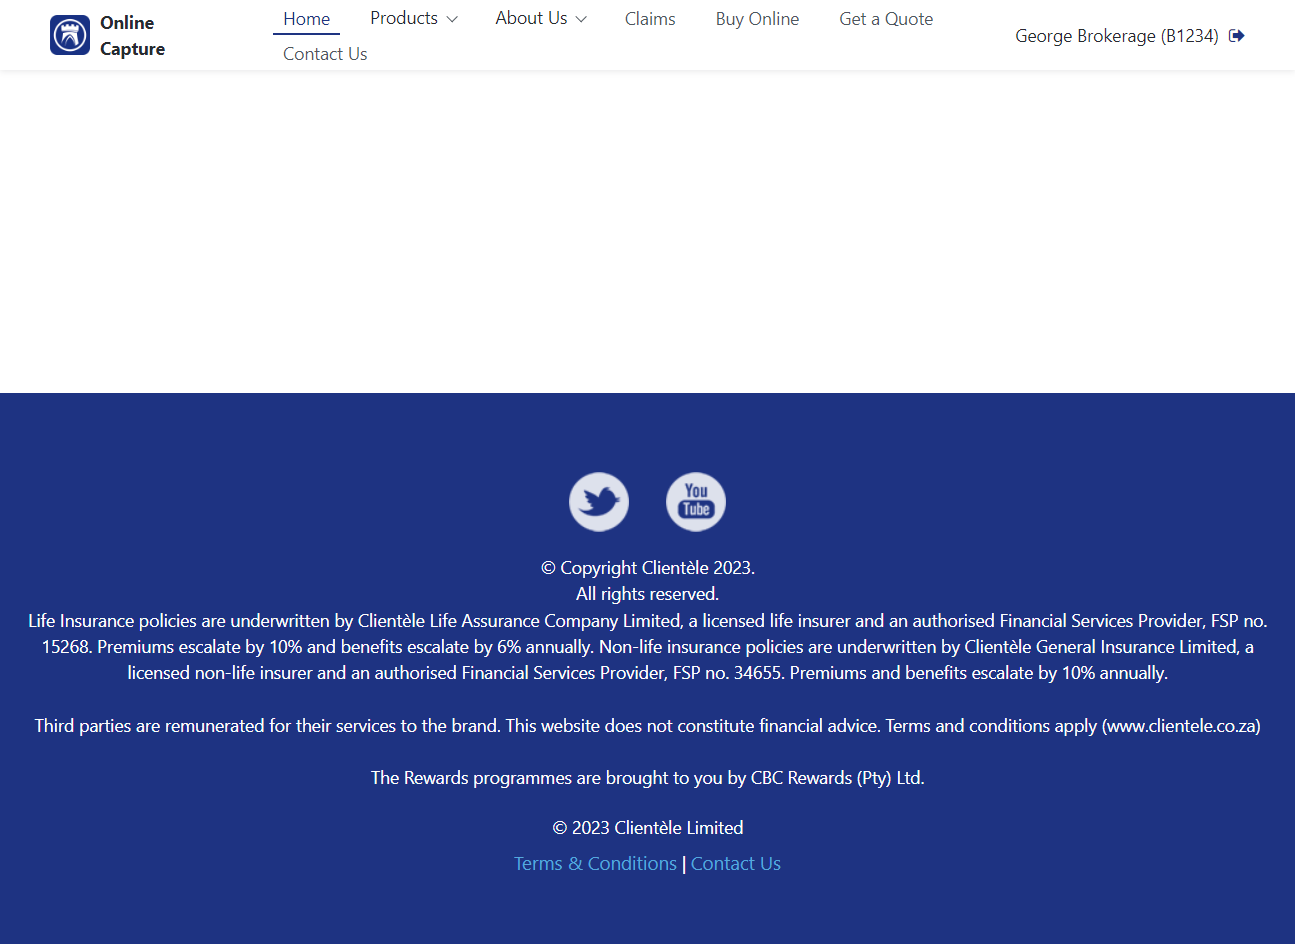 Online
Capture
Home Products About Us Claims Buy Online Get a Quote
Contact Us
George Brokerage (B1234)
You
Tube
© Copyright Clientèle 2023.
All rights reserved.
Life Insurance policies are underwritten by Clientèle Life Assurance Company Limited, a licensed life insurer and an authorised Financial Services Provider, FSP no.
15268. Premiums escalate by 10% and benefits escalate by 6% annually. Non-life insurance policies are underwritten by Clientèle General Insurance Limited, a
licensed non-life insurer and an authorised Financial Services Provider, FSP no. 34655. Premiums and benefits escalate by 10% annually.
Third parties are remunerated for their services to the brand. This website does not constitute financial advice. Terms and conditions apply (www.clientele.co.za)
The Rewards programmes are brought to you by CBC Rewards (Pty) Ltd.
© 2023 Clientèle Limited
Terms & Conditions | Contact Us